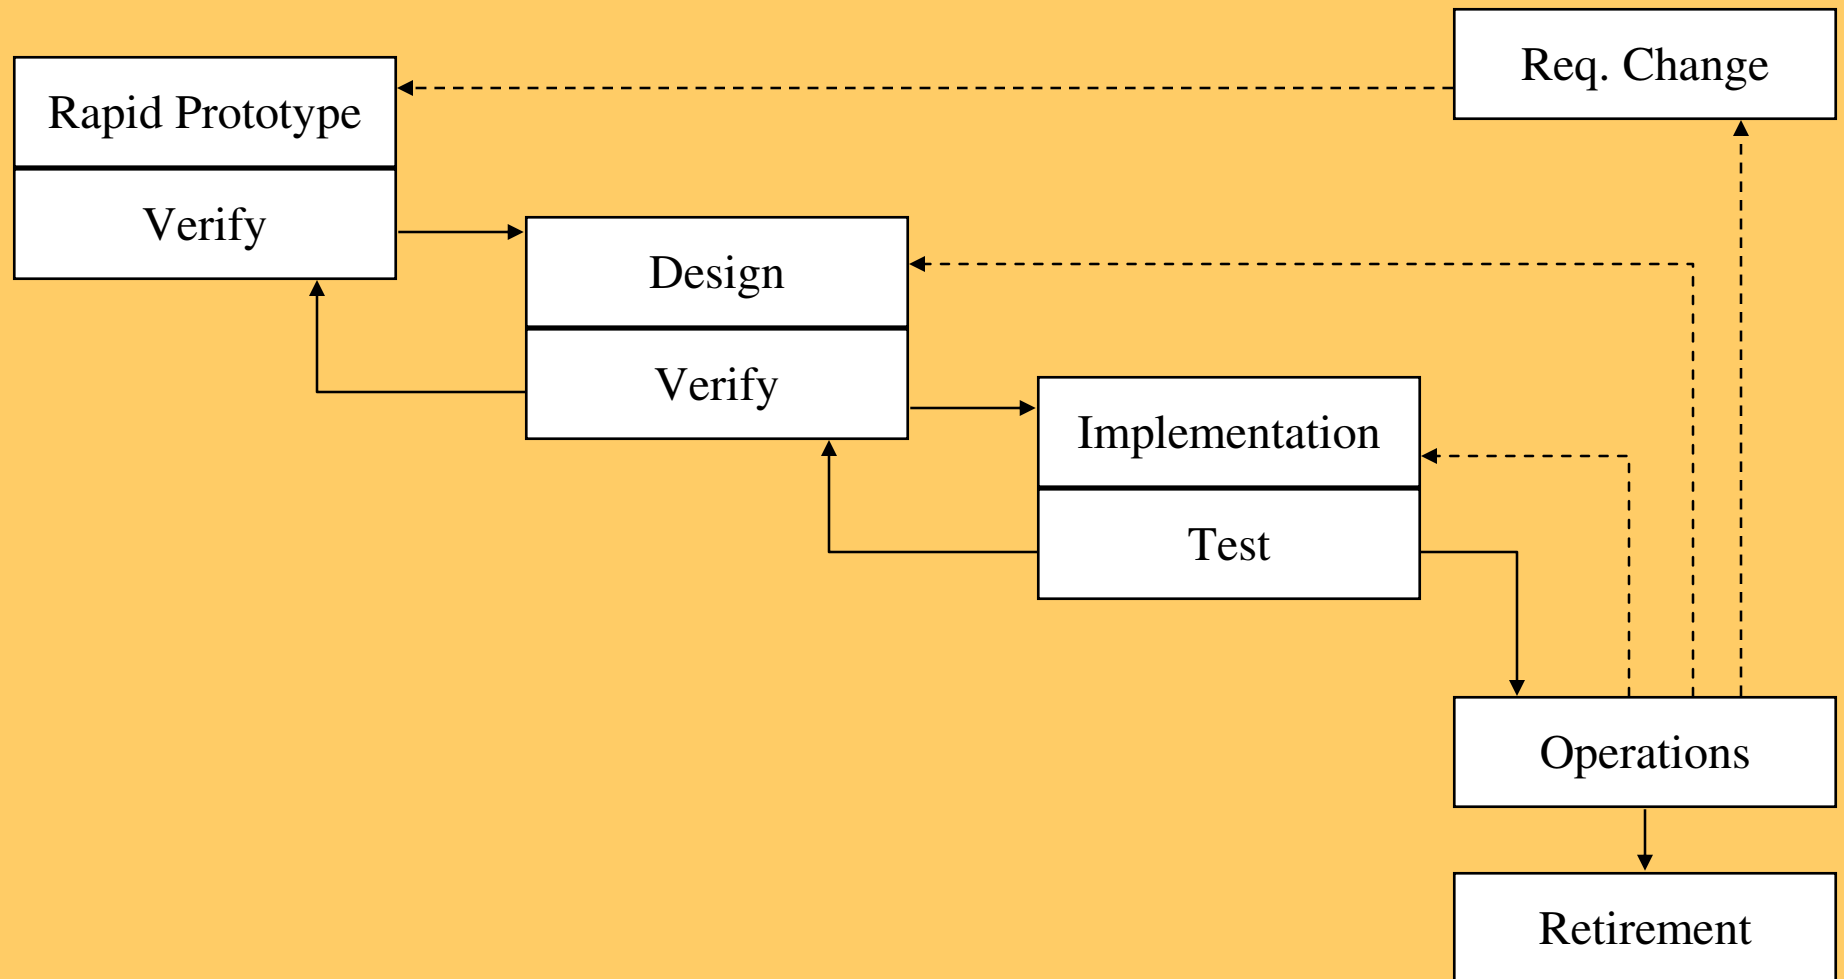 Req. Change
Rapid Prototype
Verify
Design
Verify
Implementation
Test
Operations
Retirement